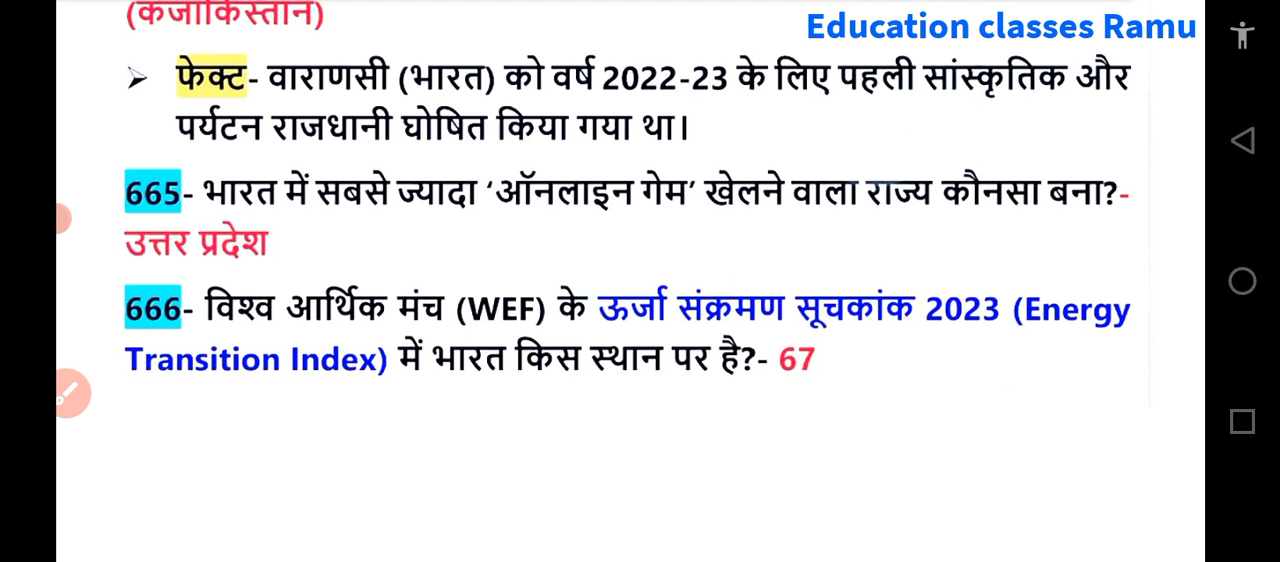 (कजाकिस्तान)
Education classes Ramu
➢ फेक्ट- वाराणसी (भारत) को वर्ष 2022-23 के लिए पहली सांस्कृतिक और
पर्यटन राजधानी घोषित किया गया था।
665- भारत में सबसे ज्यादा ‘ऑनलाइन गेम’ खेलने वाला राज्य कौनसा बना?-
उत्तर प्रदेश
666- विश्व आर्थिक मंच (WEF) के ऊर्जा संक्रमण सूचकांक 2023 (Energy
Transition Index) में भारत किस स्थान पर है?- 67